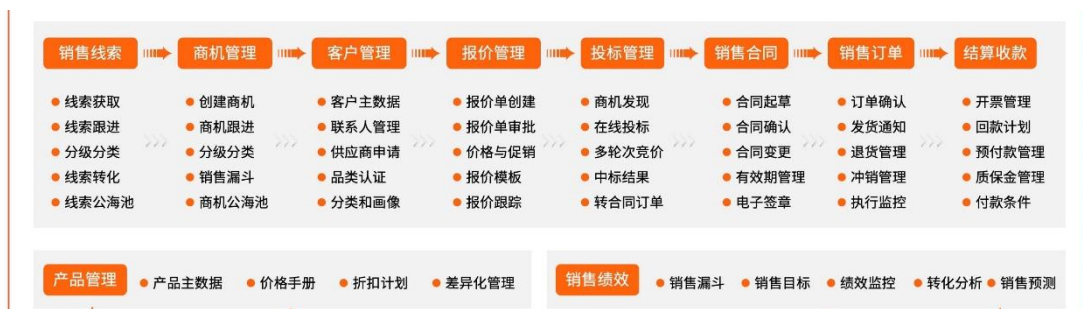 销售线索 商机管理 客户管理 报价管理 投标管理 销售合同 销售订单 结算收款
线索获取 创建商机 客户主数据 报价单创建 商机发现 合同起草 订单确认 开票管理
线索跟进 商机跟进 联系人管理 报价单审批 在线投标 合同确认 发货通知 回款计划
分级分类 分级分类 供应商申请 价格与促销 多轮次竞价 合同变更 退货管理 预付款管理
线索转化 销售漏斗 品类认证 报价模板 中标结果 有效期管理 冲销管理 质保金管理
线索公海池 商机公海池 分类和画像 报价跟踪 转合同订单 电子签章 执行监控 付款条件
产品管理 产品主数据 价格手册 折扣计划 差异化管理
销售绩效 销售漏斗 销售目标 绩效监控 转化分析 销售预测